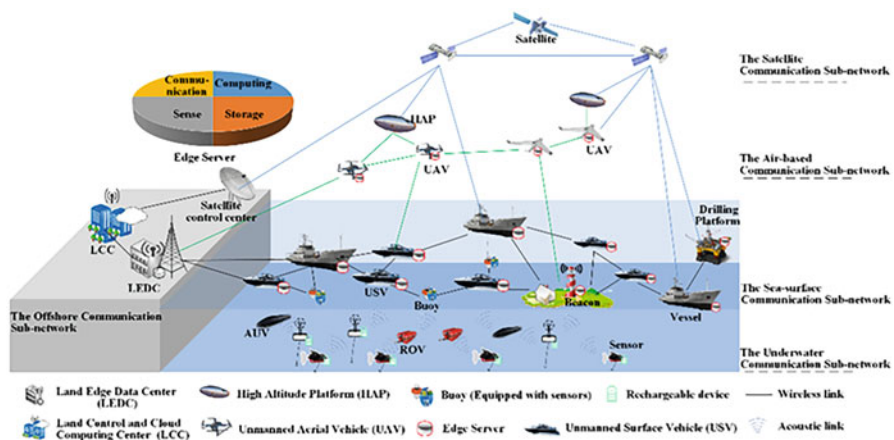 Satellite
The Satellite
Communication Sub-network
Commu-
nication
Computing
Sense
Storage
Edge Server
HAP
UAV
UAV
The Air-based
Communication Sub-network
Satellite
control center
LCC
LEDC
Drilling
Platform
USV
Buoy
Beacon
Vessel
The Sea-surface
Communication Sub-network
The Offshore Communication
Sub-network
AUV
ROV
Sensor
The Underwater
Communication Sub-network
Land Edge Data Center
(LEDC)
High Altitude Platform (HAP)
Buoy (Equipped with sensors)
Rechargeable device
Wireless link
Land Control and Cloud
Computing Center (LCC)
Unmanned Aerial Vehicle (UAV)
Edge Server
Unmanned Surface Vehicle (USV)
Acoustic link